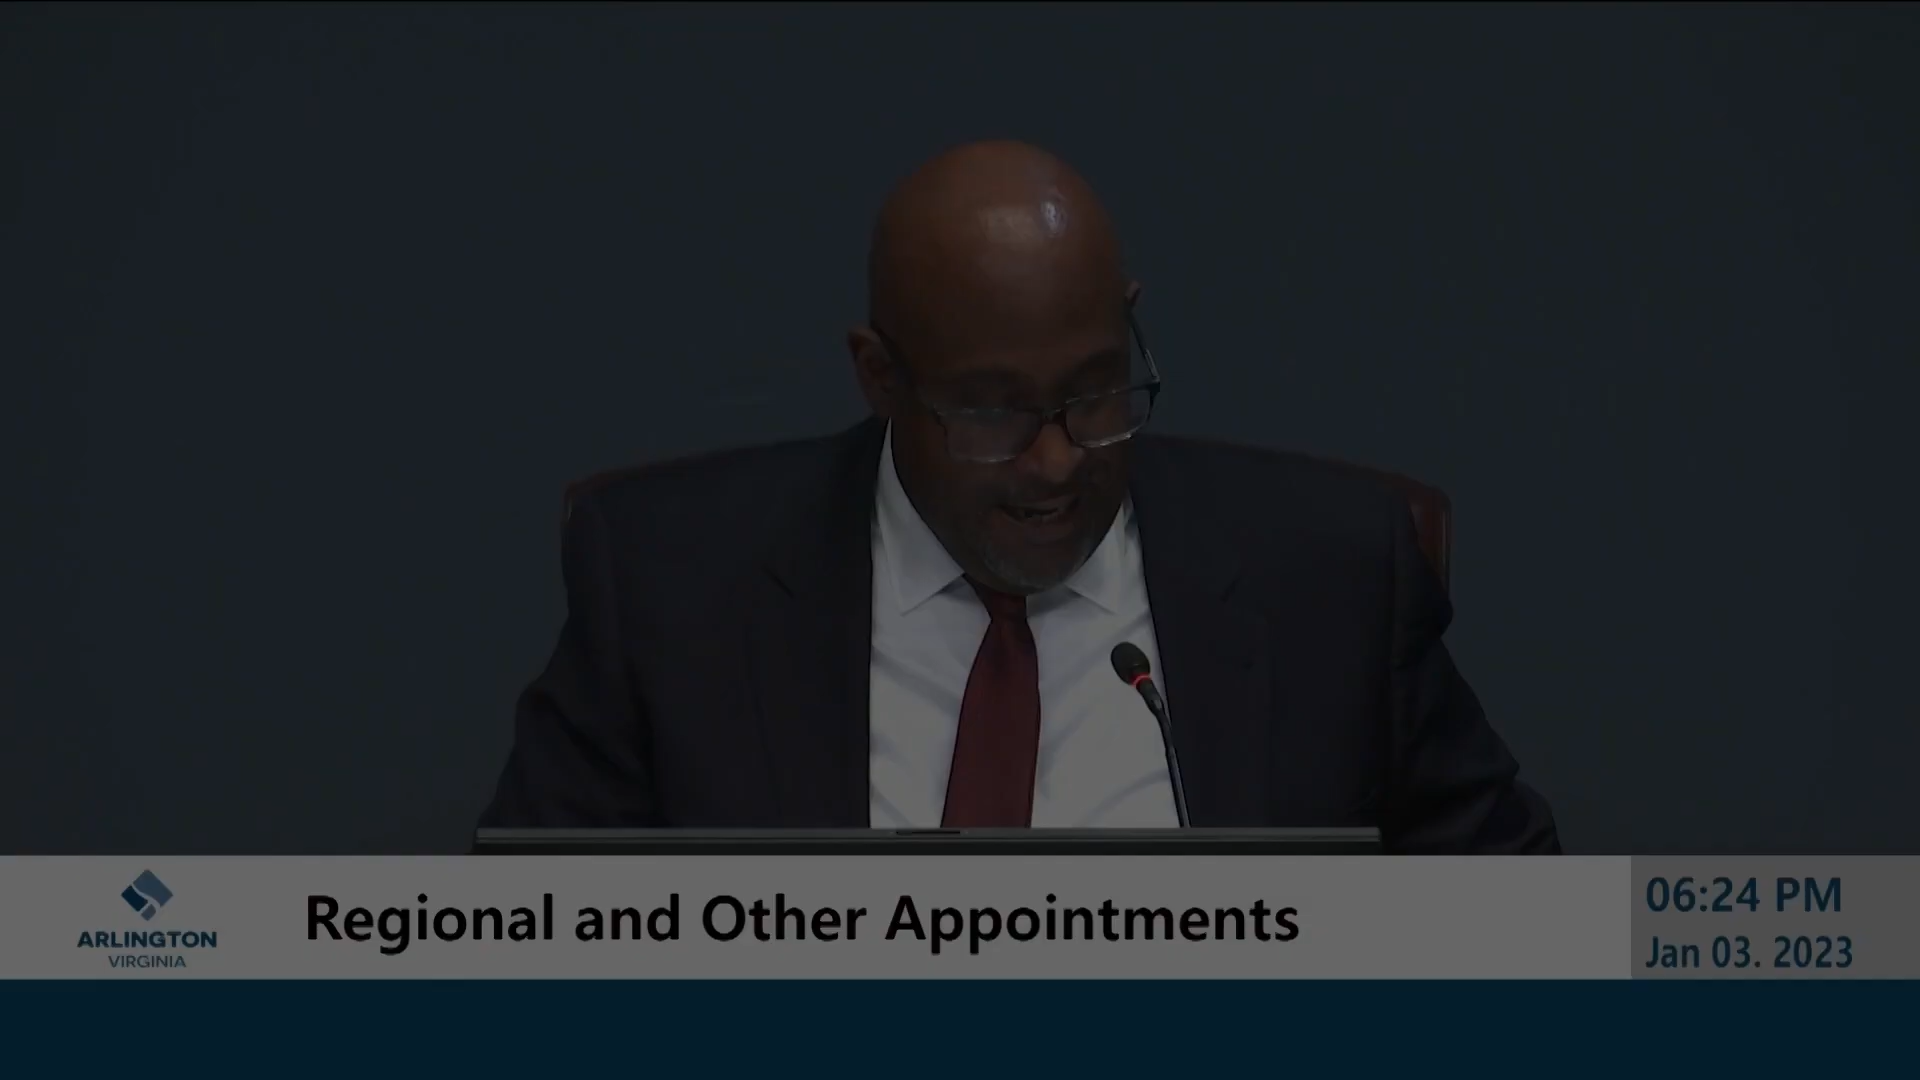 ARLINGTON
VIRGINIA
Regional and Other Appointments
06:24 PM
Jan 03. 2023